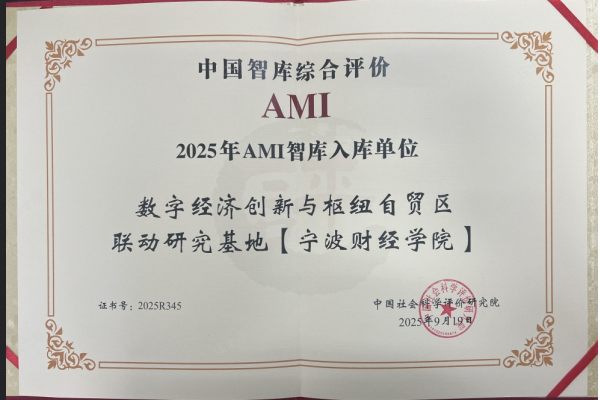 中国智库综合评价
AMI
2025年AMI智库入库单位
数字经济创新与枢纽自贸区
联动研究基地【宁波财经学院】
证书号：2025R345
中国社会科学评价研究院
2025年9月19日